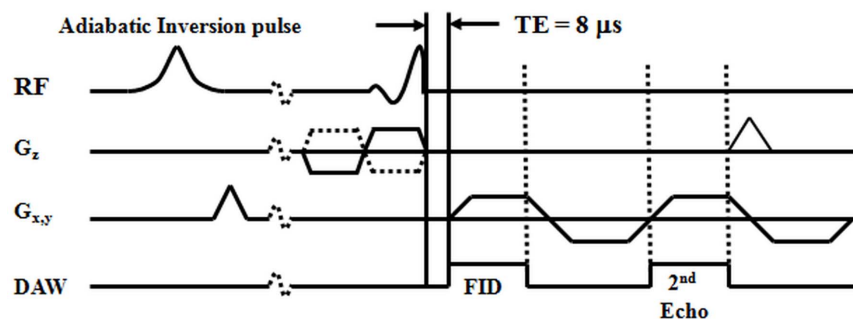 Adiabatic Inversion pulse
TE = 8 µs
RF
Gz
Gx,y
DAW
FID
2nd
Echo